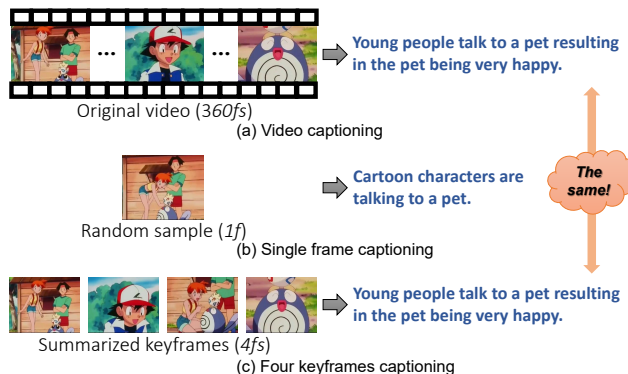 Young people talk to a pet resulting
in the pet being very happy.
Original video (360fs)
(a) Video captioning
Cartoon characters are
talking to a pet.
The
same!
Random sample (1f)
(b) Single frame captioning
Young people talk to a pet resulting
in the pet being very happy.
Summarized keyframes (4fs)
(c) Four keyframes captioning